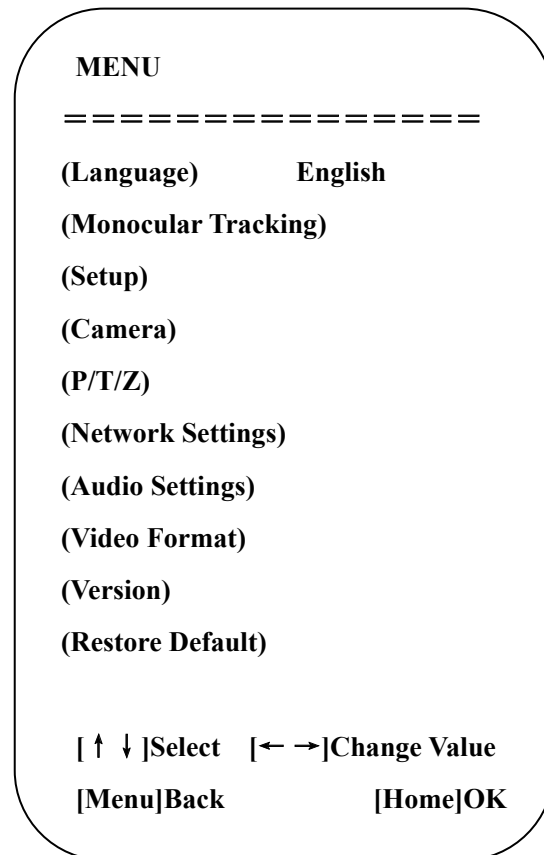 MENU
===============
(Language) English
(Monocular Tracking)
(Setup)
(Camera)
(P/T/Z)
(Network Settings)
(Audio Settings)
(Video Format)
(Version)
(Restore Default)
[↑ ↓]Select [← →]Change Value
[Menu]Back [Home]OK